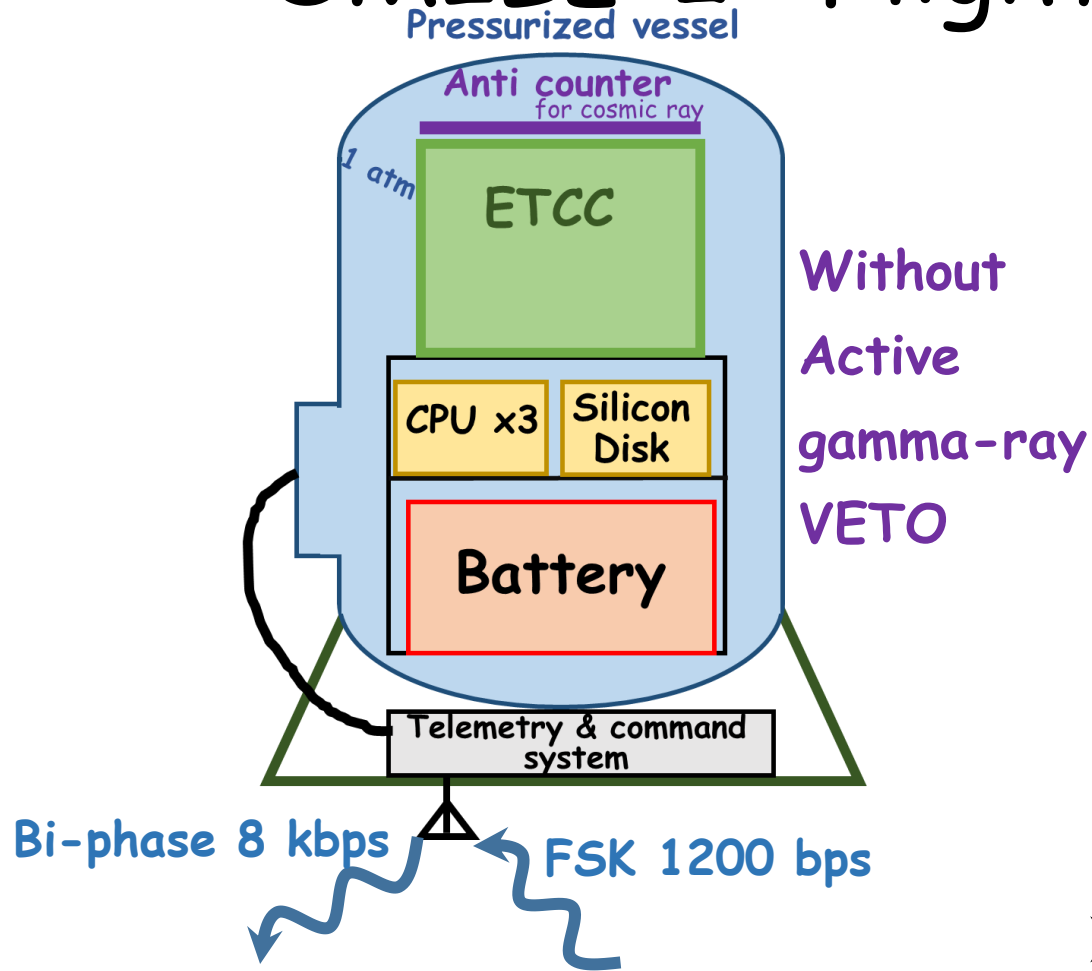 Pressurized vessel
Anti counter
for cosmic ray
1 atm
ETCC
Without
Active
gamma-ray
VETO
CPU x3
Silicon
Disk
Battery
Telemetry & command
system
Bi-phase 8 kbps
FSK 1200 bps